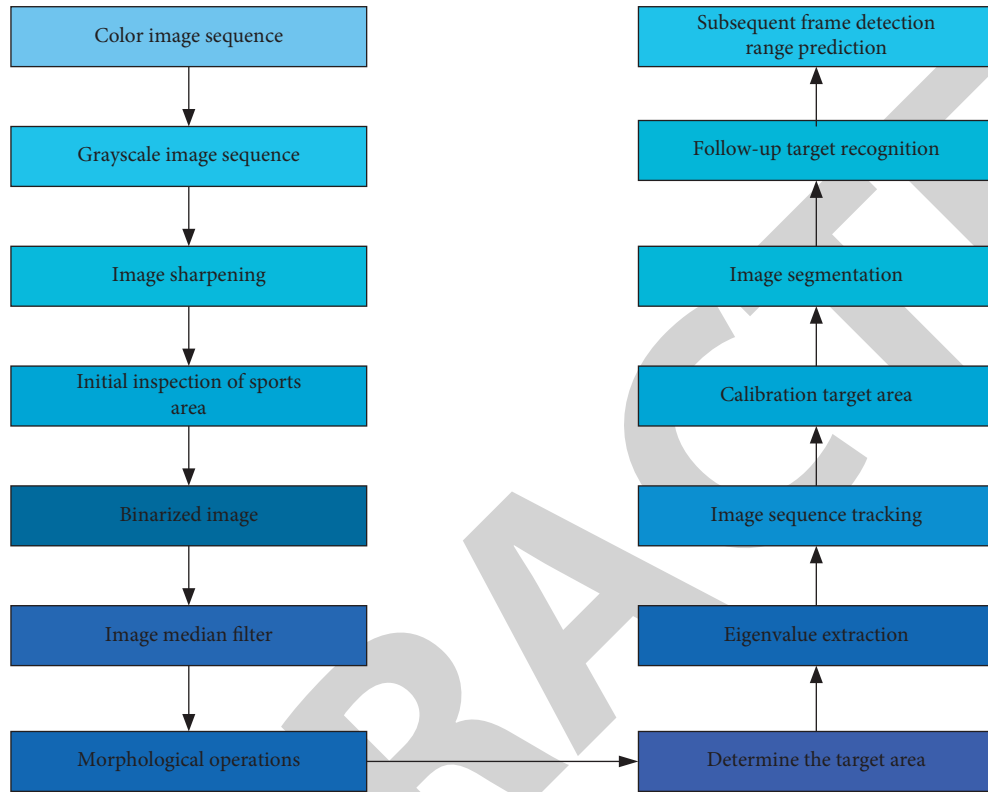 Color image sequence
Grayscale image sequence
Image sharpening
Initial inspection of sports
area
Binarized image
Image median filter
Morphological operations
Subsequent frame detection
range prediction
Follow-up target recognition
Image segmentation
Calibration target area
Image sequence tracking
Eigenvalue extraction
Determine the target area